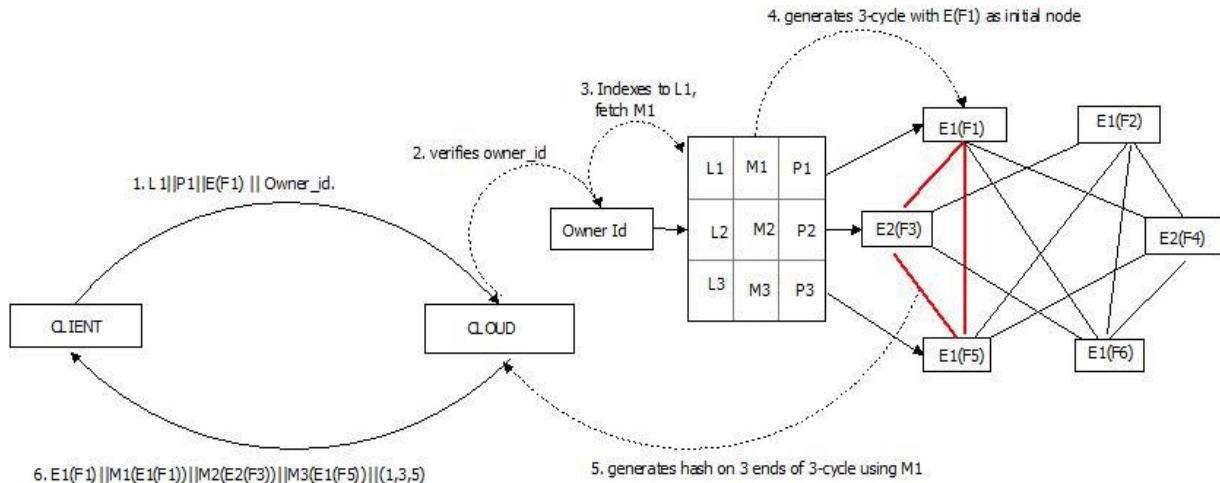 4. generates 3-cycle with E(F1) as initial node
3. Indexes to L1,
fetch M1
2. verifies owner_id
1. L1||P1||E(F1) || Owner_id.
Owner Id
L1 M1 P1
L2 M2 P2
L3 M3 P3
E1(F1)
E1(F2)
E2(F3)
E2(F4)
E1(F5)
E1(F6)
CLIENT
CLOUD
5. generates hash on 3 ends of 3-cycle using M1
6. E1(F1)||M1(E1(F1))||M2(E2(F3))||M3(E1(F5))||(1,3,5)